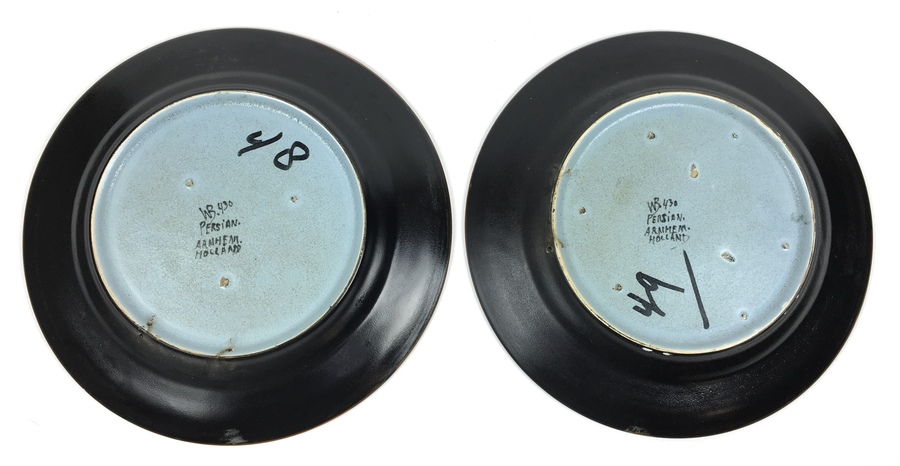 48
WB.430
PERSIAN.
ARNHEM.
HOLLAND
WB.430
PERSIAN.
ARNHEM.
HOLLAND
49